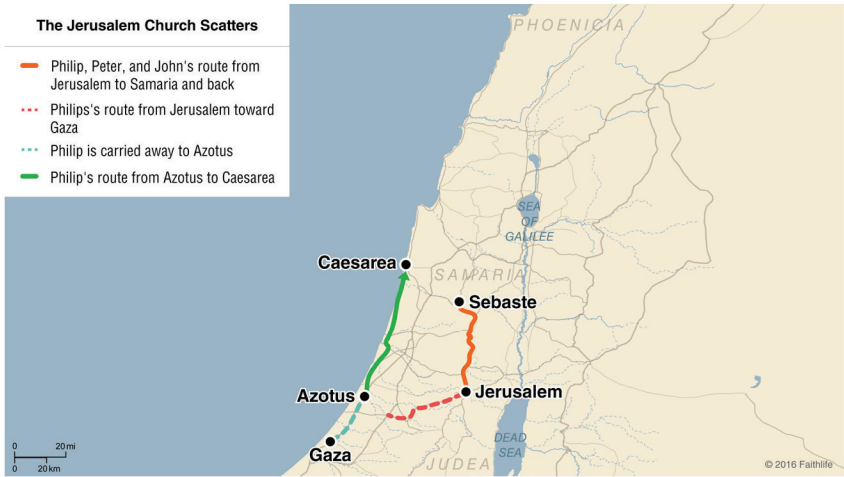 The Jerusalem Church Scatters
Philip, Peter, and John's route from
Jerusalem to Samaria and back
Philips's route from Jerusalem toward
Gaza
Philip is carried away to Azotus
Philip's route from Azotus to Caesarea
PHOENICIA
SEA
OF
GALILEE
Caesarea
SAMARIA
Sebaste
Azotus
Jerusalem
Gaza
DEAD
SEA
JUDEA
0 20 mi
0 20 km
© 2016 Faithlife